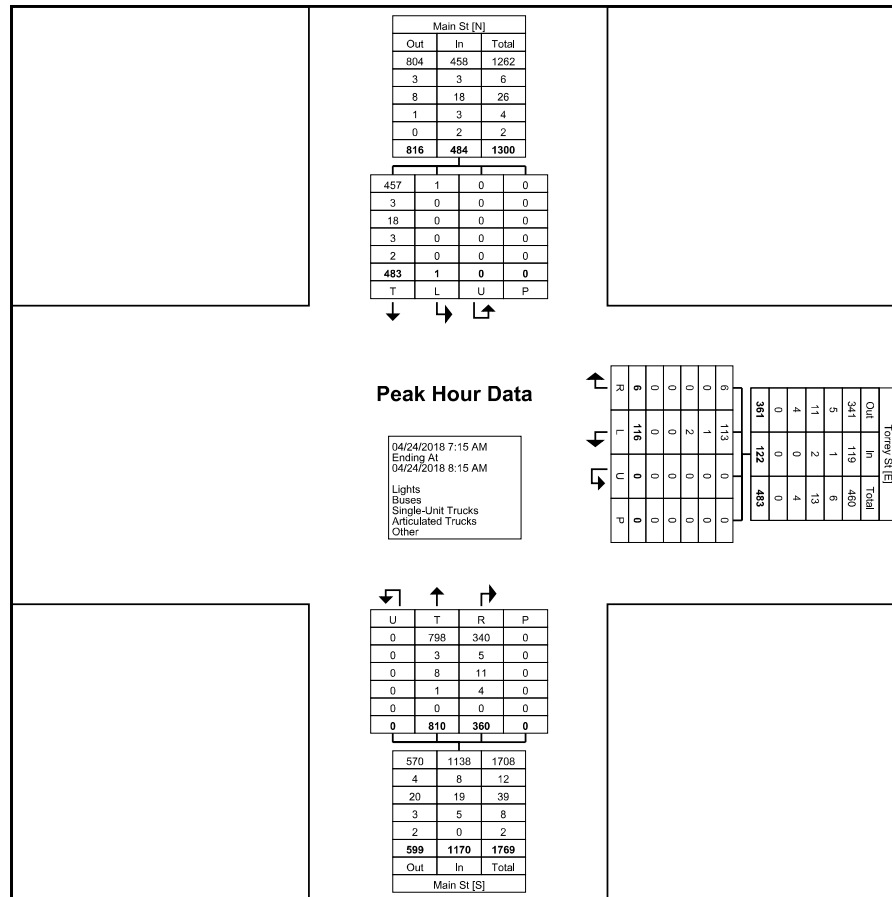 Main St [N]
Out In Total
804 458 1262
3 3 6
8 18 26
1 3 4
0 2 2
816 484 1300
457 1 0 0
3 0 0 0
18 0 0 0
3 0 0 0
2 0 0 0
483 1 0 0
T L U P
Peak Hour Data
04/24/2018 7:15 AM
Ending At
04/24/2018 8:15 AM
Lights
Buses
Single-Unit Trucks
Articulated Trucks
Other
R 6 0 0 0 0 6
L 116 0 0 2 1 113
U 0 0 0 0 0 0
P 0 0 0 0 0 0
Torrey St [E]
Out In Total
341 119 460
5 1 6
11 2 13
4 0 4
0 0 0
361 122 483
U T R P
0 798 340 0
0 3 5 0
0 8 11 0
0 1 4 0
0 0 0 0
0 810 360 0
570 1138 1708
4 8 12
20 19 39
3 5 8
2 0 2
599 1170 1769
Out In Total
Main St [S]